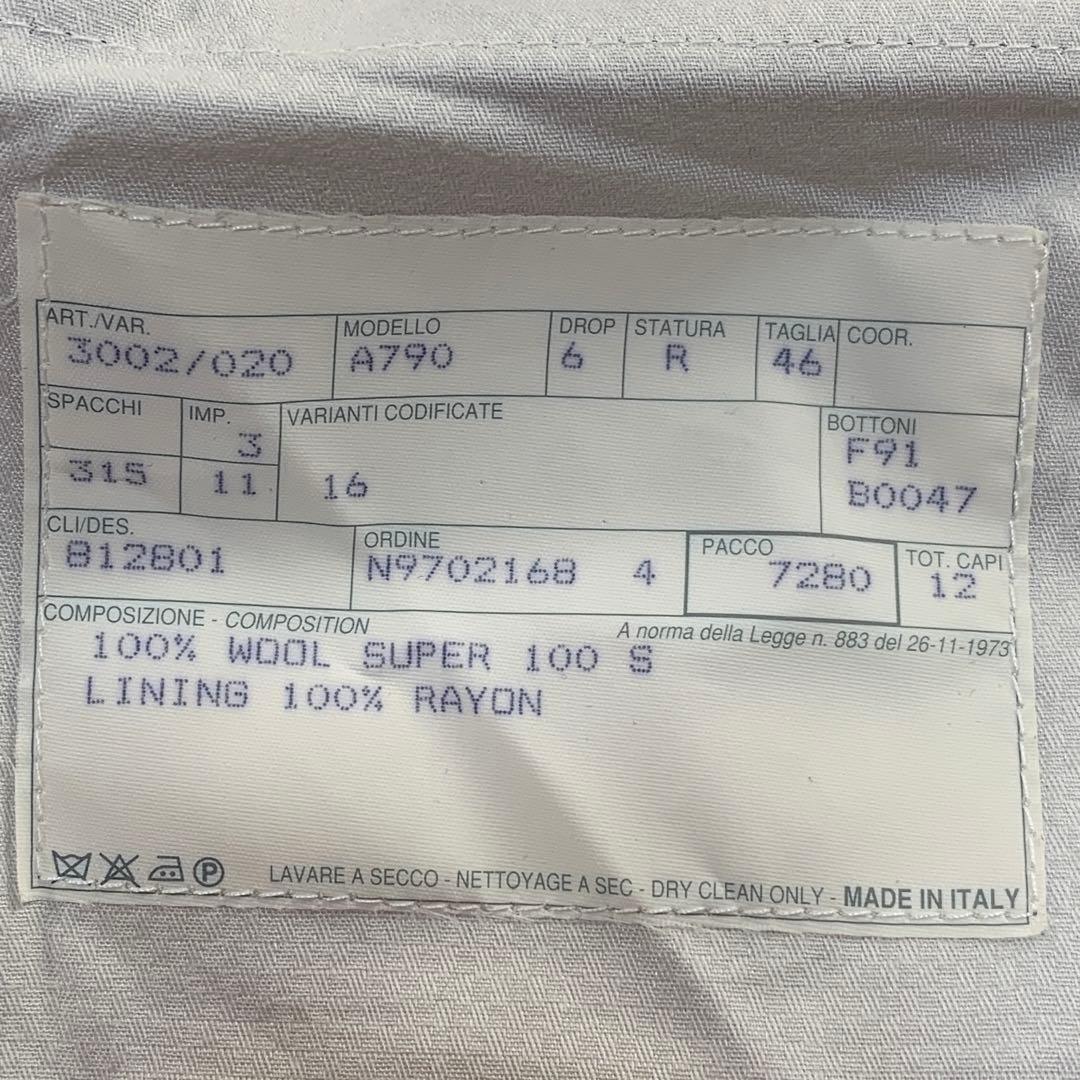 ART./VAR. MODELLO DROP STATURA TAGLIA COOR.
3002/020 A790 6 R 46
SPACCHI IMP. VARIANTI CODIFICATE BOTTONI
3 F91
315 11 16 B0047
CLI/DES. ORDINE PACCO TOT. CAPI
812801 N9702168 4 7280 12
COMPOSIZIONE - COMPOSITION A norma della Legge n. 883 del 26-11-1973
100% WOOL SUPER 100 S
LINING 100% RAYON
P LAVARE A SECCO - NETTOYAGE A SEC - DRY CLEAN ONLY - MADE IN ITALY